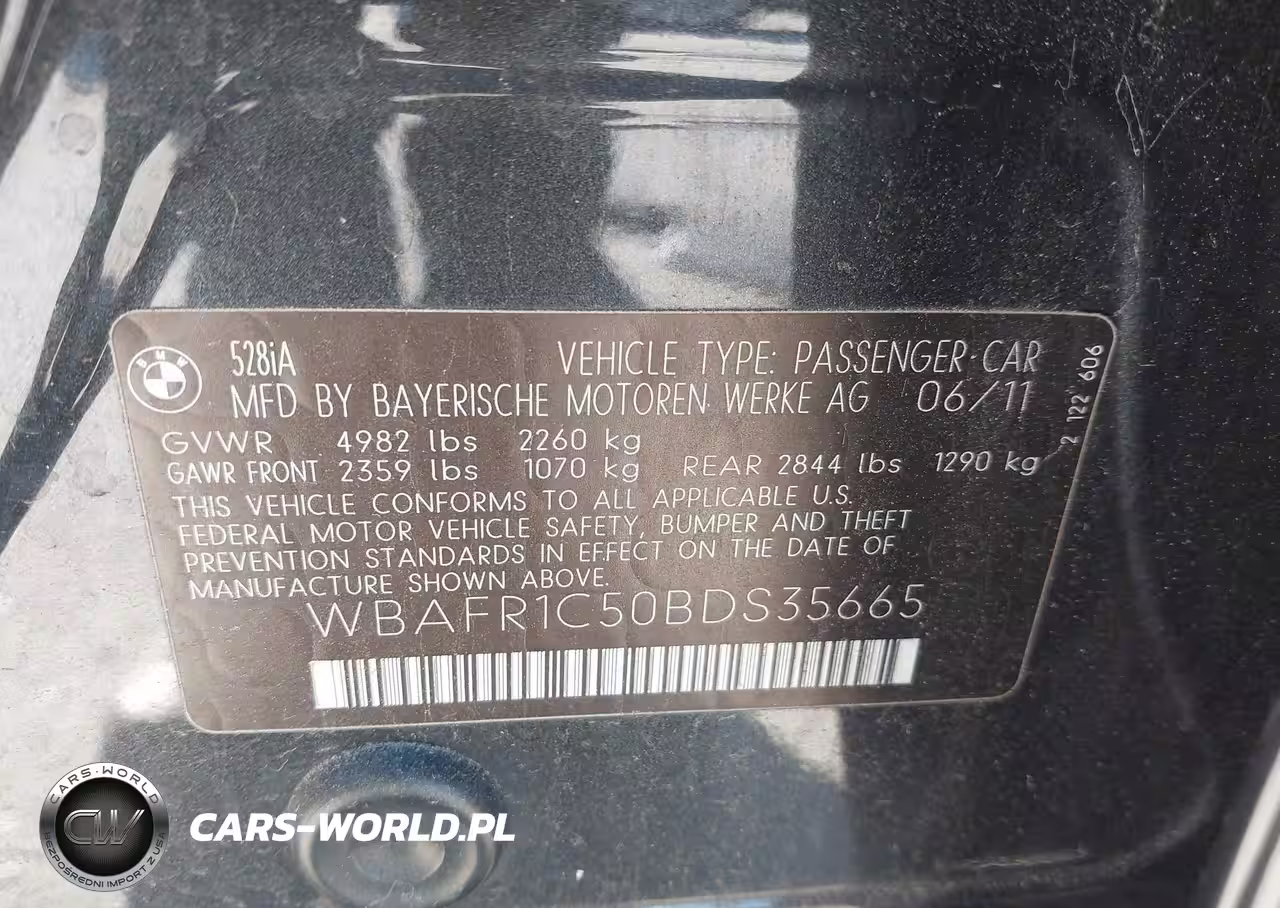 BMW
528iA VEHICLE TYPE: PASSENGER CAR
MFD BY BAYERISCHE MOTOREN WERKE AG 06/11
GVWR 4982 lbs 2260 kg
GAWR FRONT 2359 lbs 1070 kg REAR 2844 lbs 1290 kg
2 122 606
THIS VEHICLE CONFORMS TO ALL APPLICABLE U.S.
FEDERAL MOTOR VEHICLE SAFETY, BUMPER AND THEFT
PREVENTION STANDARDS IN EFFECT ON THE DATE OF
MANUFACTURE SHOWN ABOVE.
WBAFR1C50BDS35665
CARS-WORLD
CW
BEZPOŚREDNI IMPORT Z USA
CARS-WORLD.PL